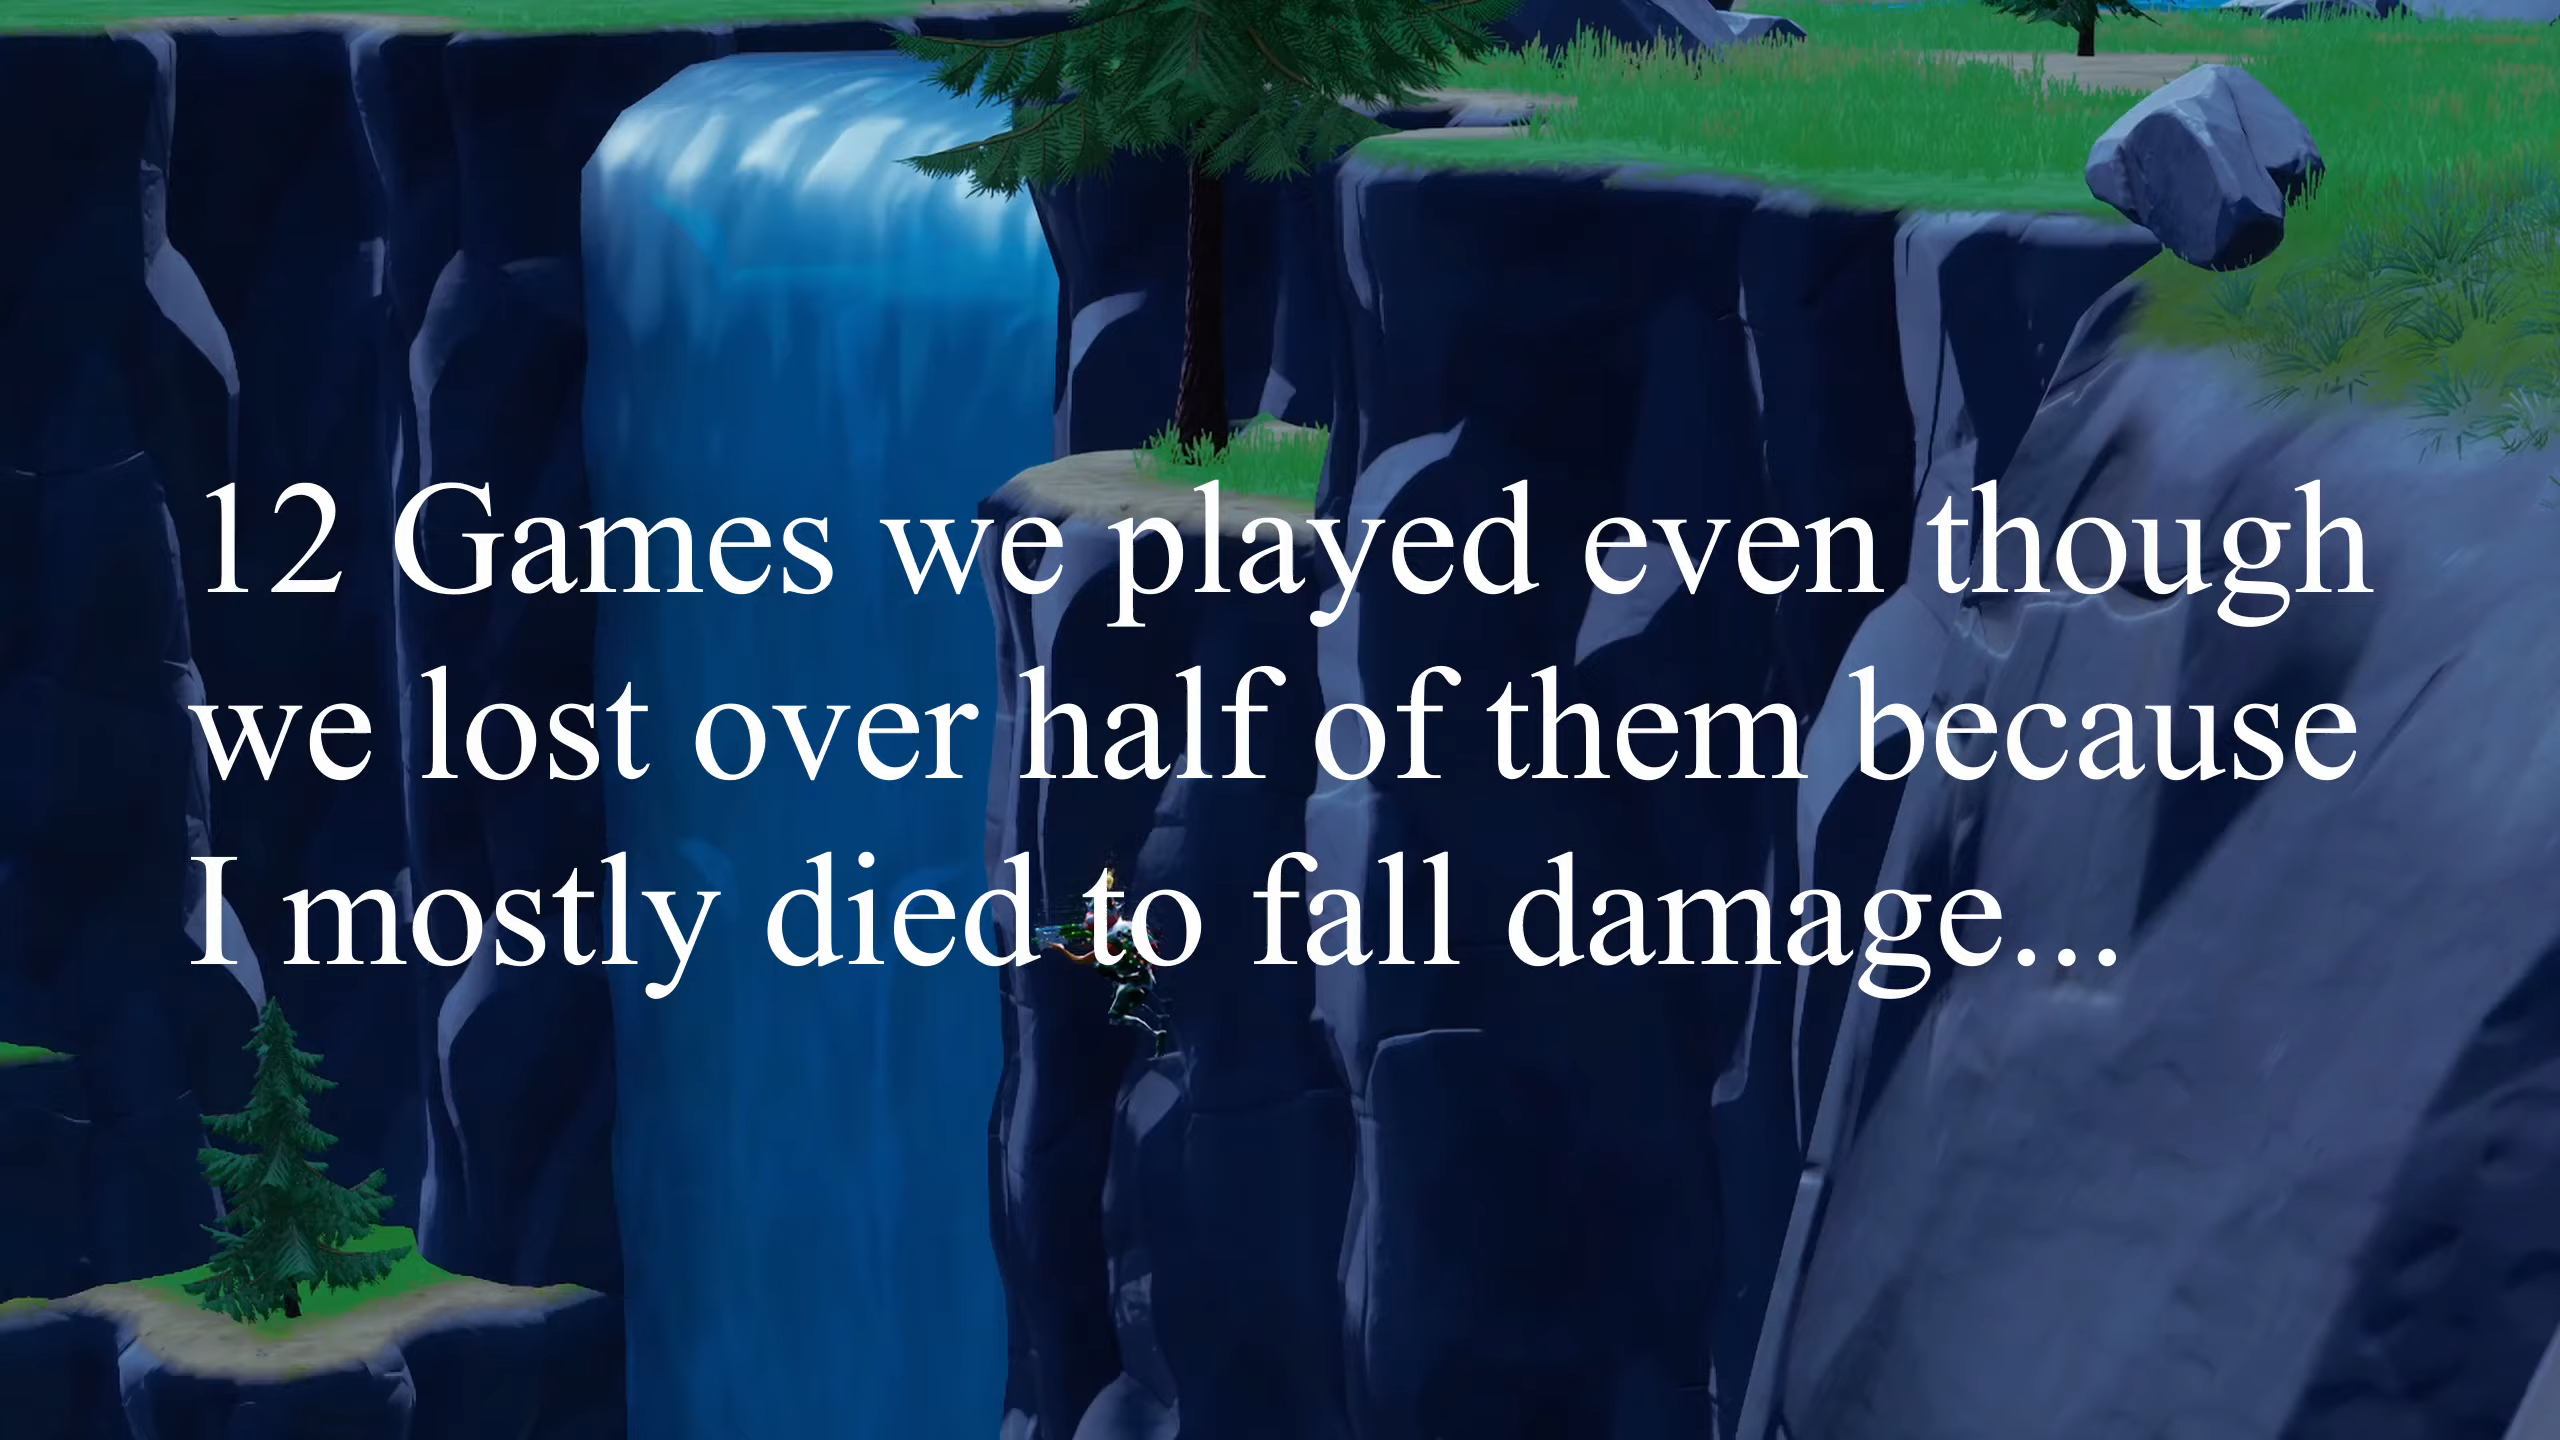 12 Games we played even though
we lost over half of them because
I mostly died to fall damage...